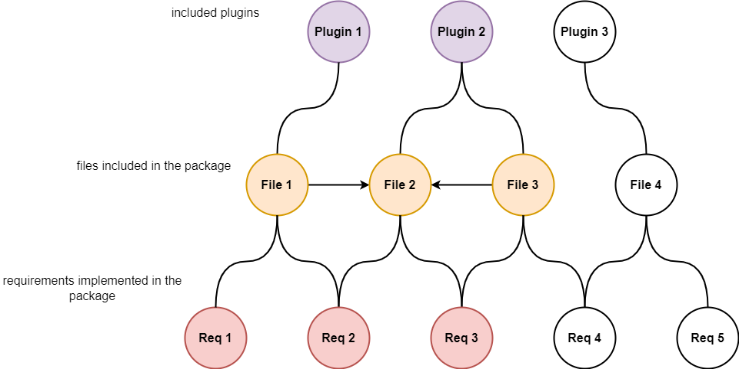 included plugins
Plugin 1
Plugin 2
Plugin 3
files included in the package
File 1
File 2
File 3
File 4
requirements implemented in the
package
Req 1
Req 2
Req 3
Req 4
Req 5